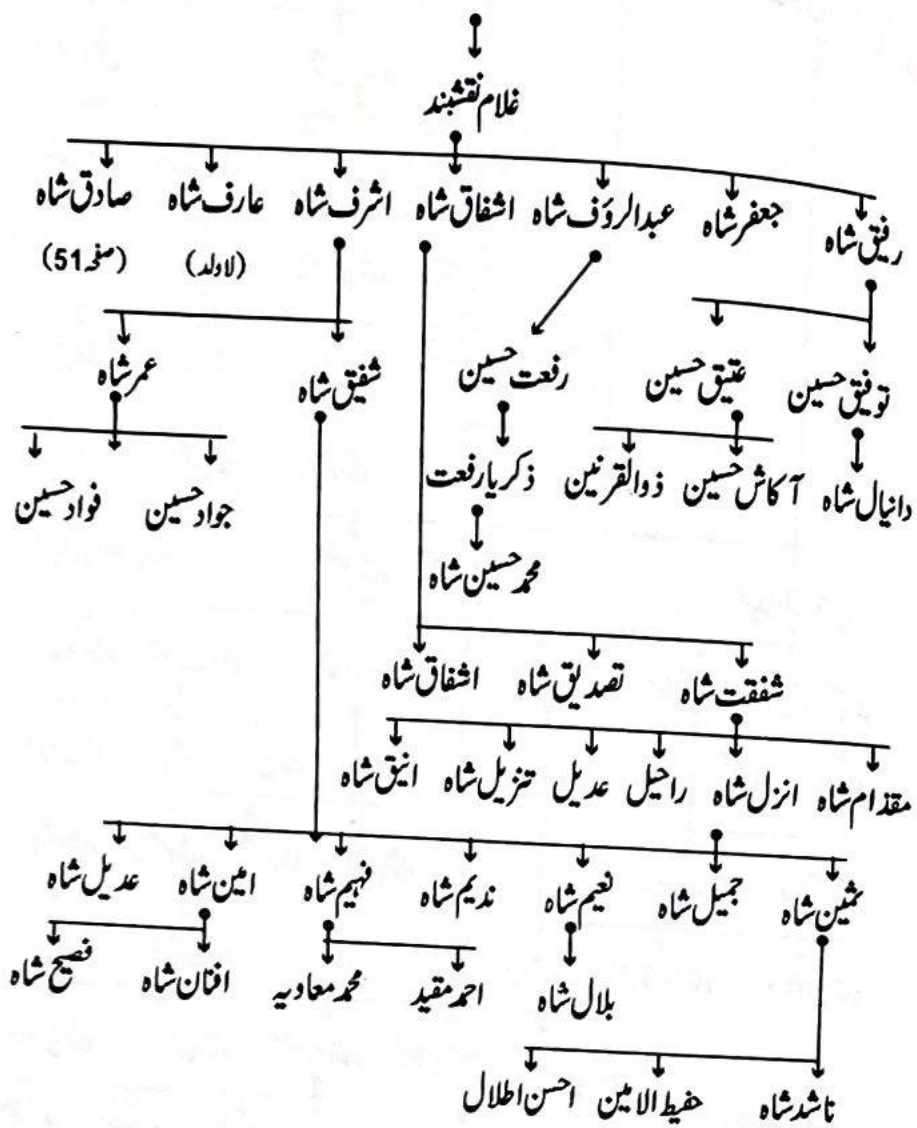 غلام نقشبند
رفیق شاہ جعفر شاہ عبدالرؤف شاہ اشفاق شاہ اشرف شاہ عارف شاہ صادق شاہ
(لاولد) (صفحہ 51)
توفیق حسین عتیق حسین رفعت حسین شفیق شاہ عمر شاہ
دانیال شاہ آکاش حسین ذوالقرنین ذکریا رفعت جواد حسین فواد حسین
محمد حسین شاہ
شفقت شاہ تصدیق شاہ اشفاق شاہ
مقذام شاہ انزل شاہ راحیل عدیل تنزیل شاہ انیق شاہ
ثمین شاہ جمیل شاہ نعیم شاہ ندیم شاہ فہیم شاہ امین شاہ عدیل شاہ
بلال شاہ احمد مقید محمد معاویہ افنان شاہ فصیح شاہ
ناشد شاہ حفیظ الامین احسن اطلال